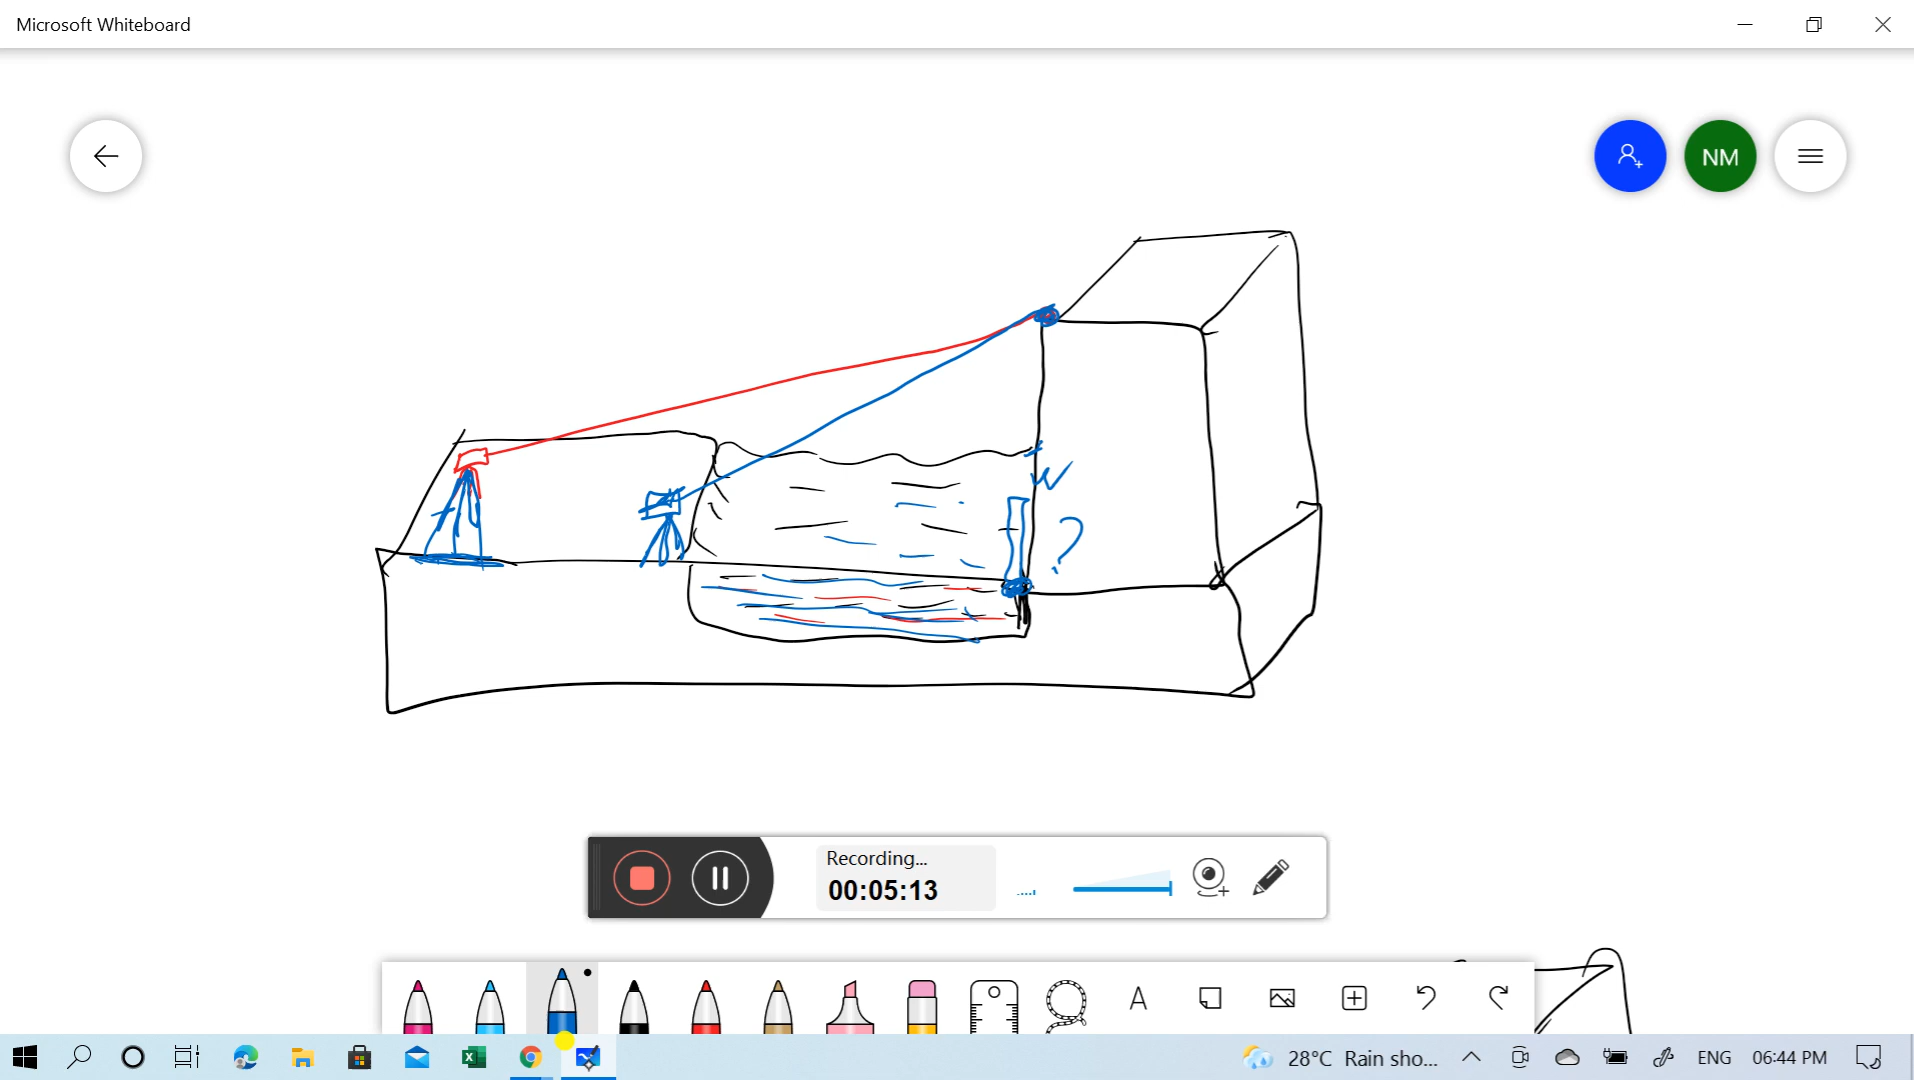 Microsoft Whiteboard
NM
W
?
Recording...
00:05:13
A
28°C Rain sho...
ENG
06:44 PM